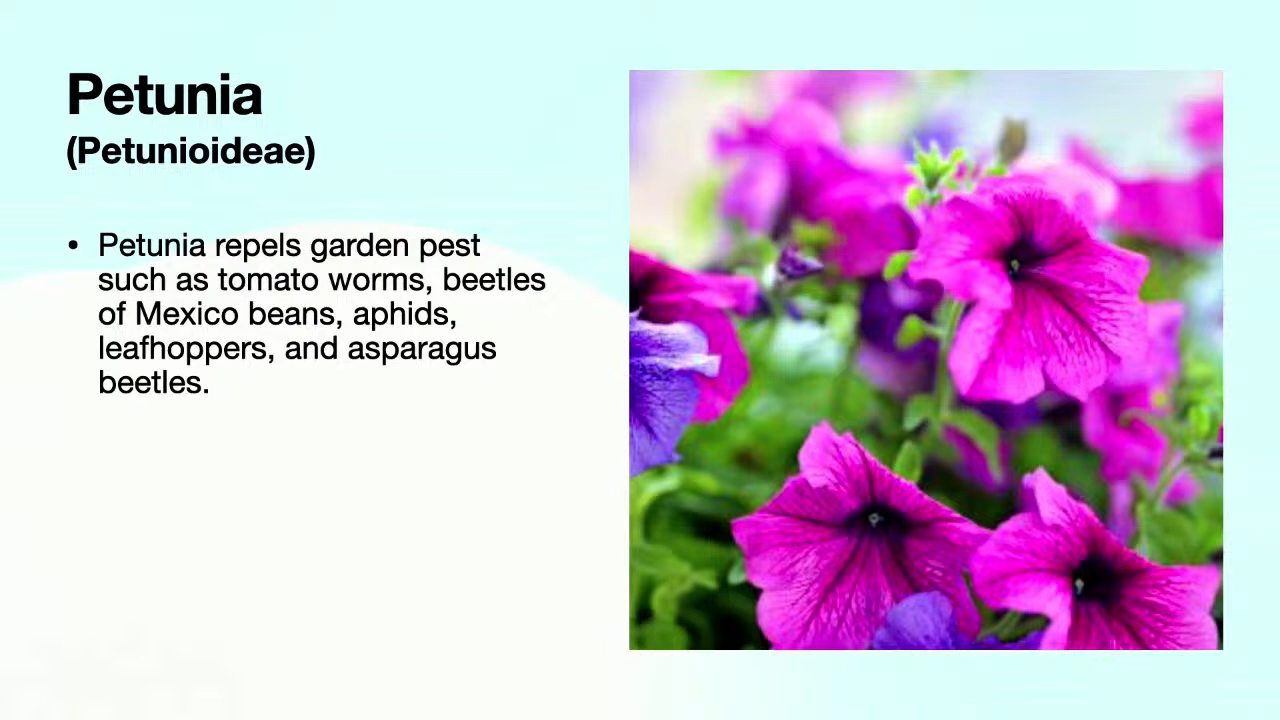 Petunia
(Petunioideae)
• Petunia repels garden pest
such as tomato worms, beetles
of Mexico beans, aphids,
leafhoppers, and asparagus
beetles.